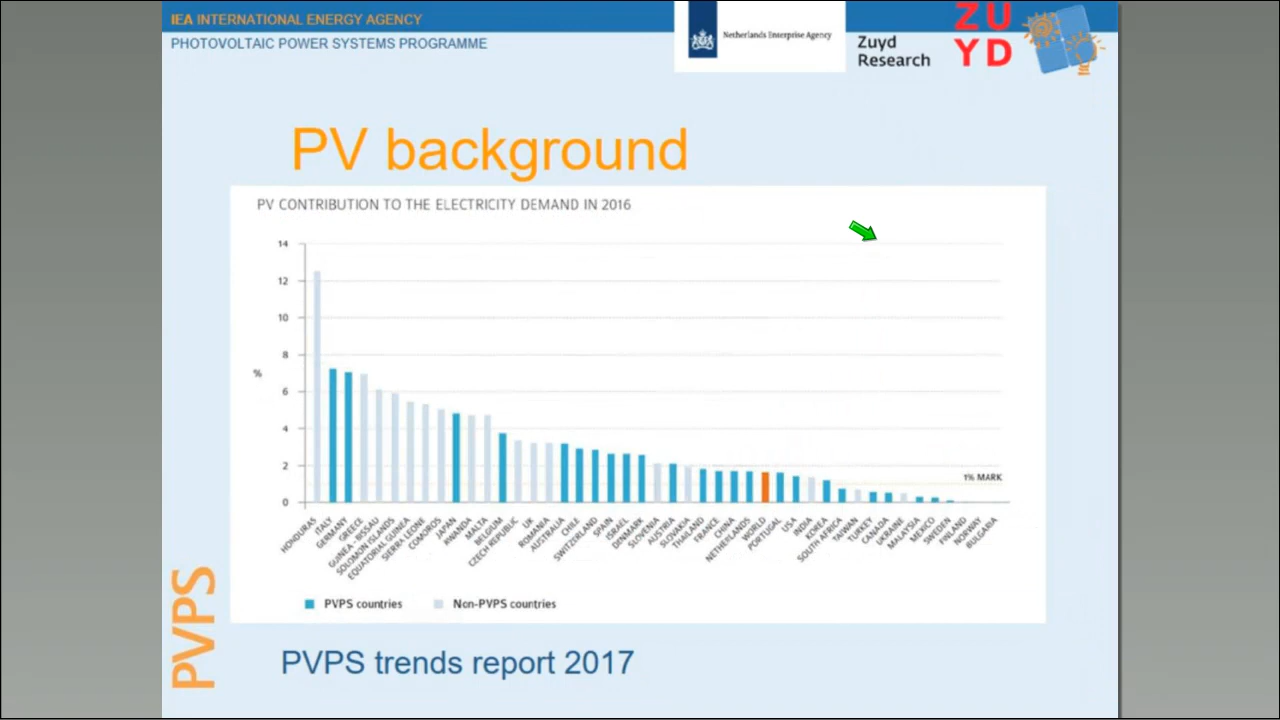 IEA INTERNATIONAL ENERGY AGENCY
PHOTOVOLTAIC POWER SYSTEMS PROGRAMME
Netherlands Enterprise Agency
Zuyd
Research
ZU
YD
PV background
PV CONTRIBUTION TO THE ELECTRICITY DEMAND IN 2016
14
12
10
8
%
6
4
2
1% MARK
0
HONDURAS
ITALY
GERMANY
GREECE
GUINEA - BISSAU
SOLOMON ISLANDS
EQUATORIAL GUINEA
SIERRA LEONE
COMOROS
JAPAN
RWANDA
MALTA
BELGIUM
CZECH REPUBLIC
UK
ROMANIA
AUSTRALIA
CHILE
SWITZERLAND
SPAIN
ISRAEL
DENMARK
SLOVENIA
AUSTRIA
SLOVAKIA
THAILAND
FRANCE
CHINA
NETHERLANDS
WORLD
PORTUGAL
USA
INDIA
KOREA
SOUTH AFRICA
TAIWAN
TURKEY
CANADA
UKRAINE
MALAYSIA
MEXICO
SWEDEN
FINLAND
NORWAY
BULGARIA
PVPS countries
Non-PVPS countries
PVPS
PVPS trends report 2017